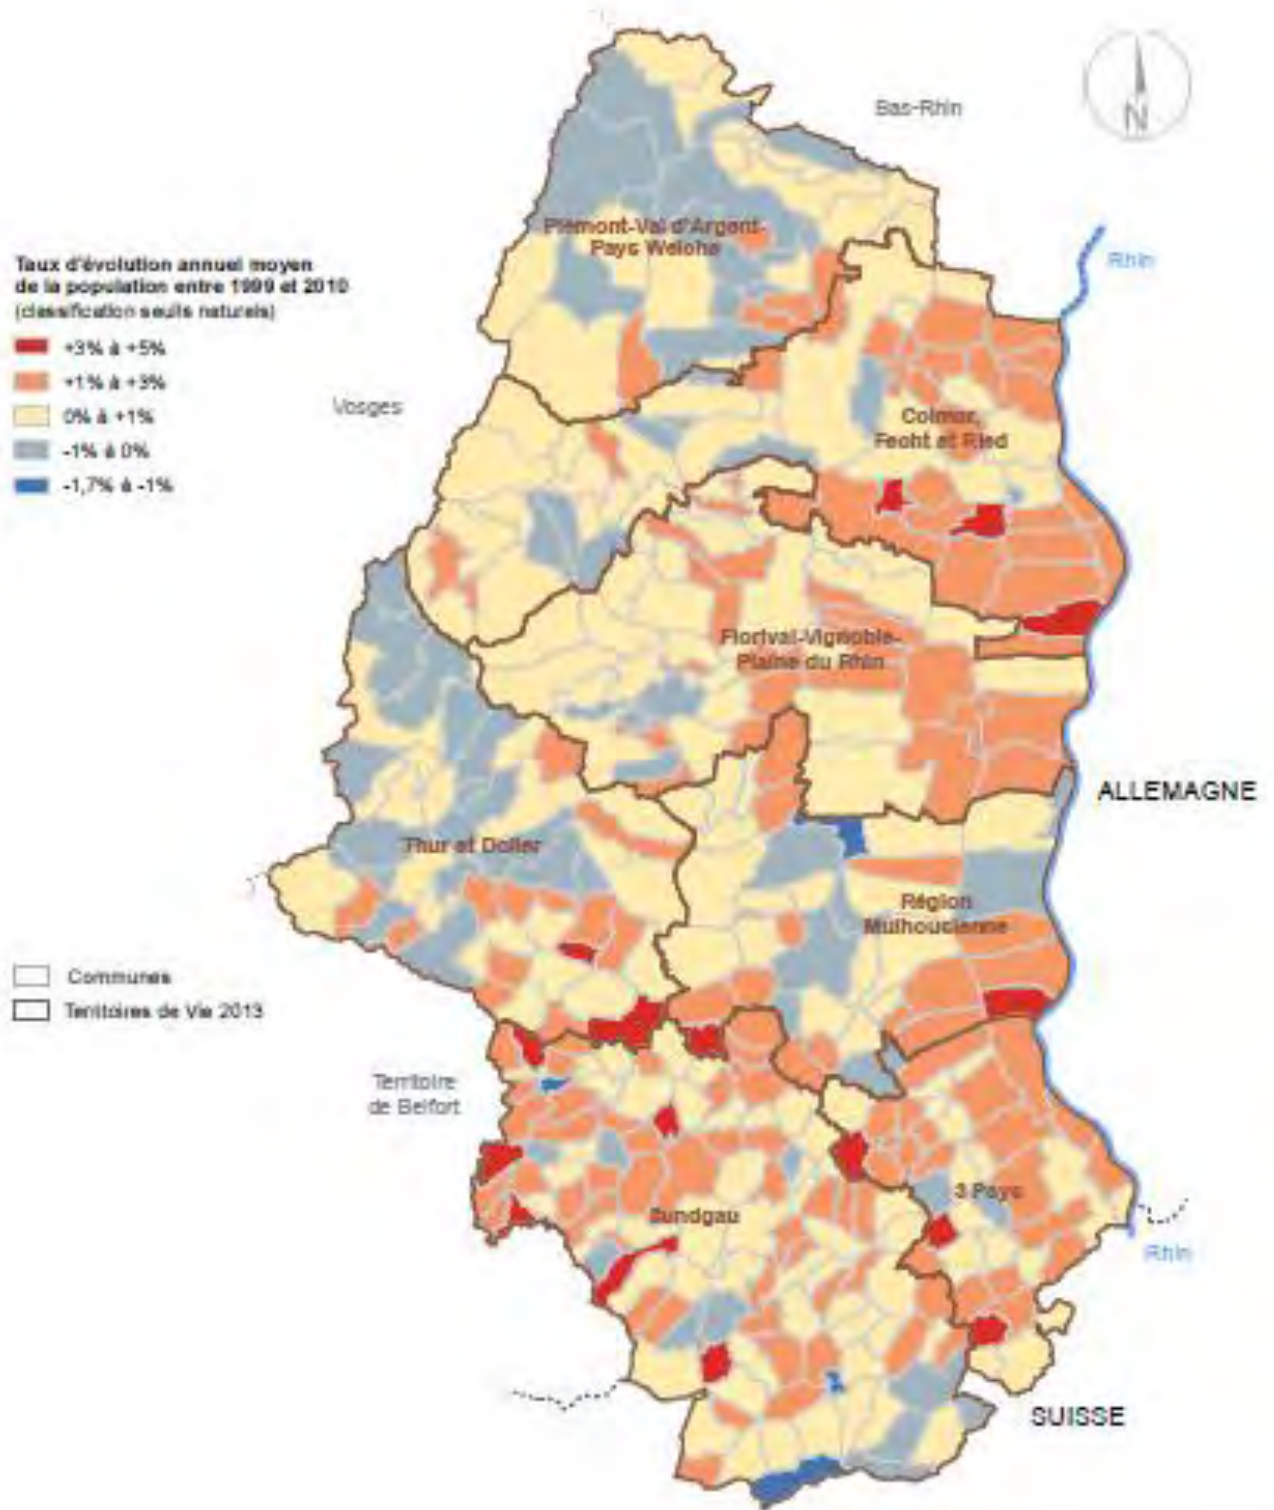 Bas-Rhin
N
Piémont-Val d'Argent-
Pays Welche
Rhin
Taux d'évolution annuel moyen
de la population entre 1999 et 2010
(classification seuils naturels)
+3% à +5%
+1% à +3%
0% à +1%
-1% à 0%
-1,7% à -1%
Vosges
Colmar,
Fecht et Ried
Florival-Vignoble-
Plaine du Rhin
ALLEMAGNE
Thur et Doller
Région
Mulhousienne
Communes
Territoires de Vie 2013
Territoire
de Belfort
3 Pays
Sundgau
Rhin
SUISSE